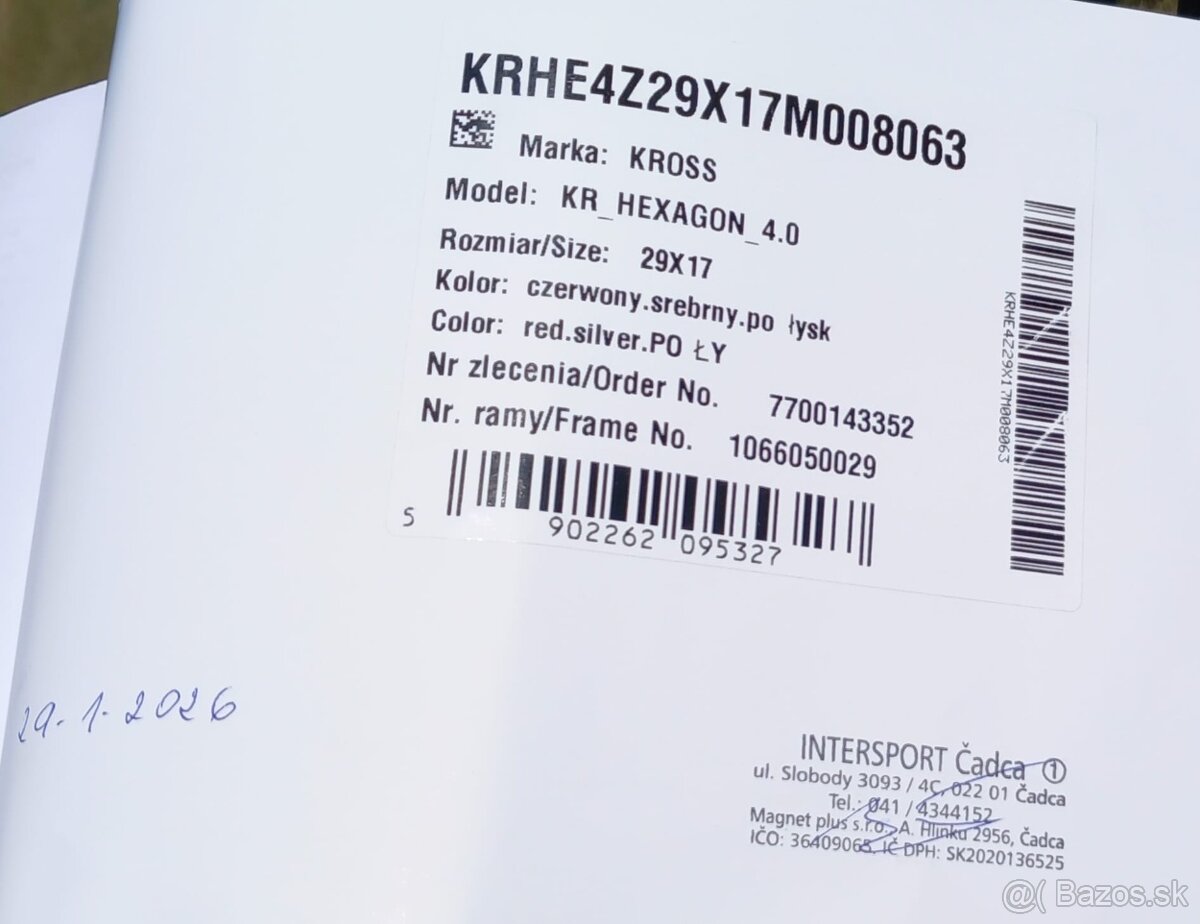 KRHE4Z29X17M008063
Marka: KROSS
Model: KR_HEXAGON_4.0
Rozmiar/Size: 29X17
Kolor: czerwony.srebrny.po łysk
Color: red.silver.PO ŁY
Nr zlecenia/Order No. 7700143352
Nr. ramy/Frame No. 1066050029
5 902262 095327
KRHE4Z29X17M008063
29.1.2026
INTERSPORT Čadca 1
ul. Slobody 3093 / 4C, 022 01 Čadca
Tel.: 041 / 4344152
Magnet plus s.r.o., A. Hlinku 2956, Čadca
IČO: 36409065, IČ DPH: SK2020136525
@( Bazos.sk